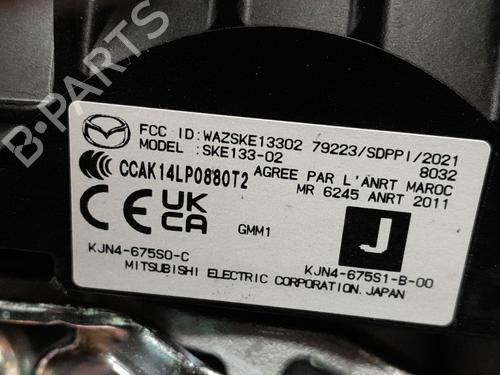 FCC ID:WAZSKE13302 79223/SDPPI/2021
MODEL :SKE133-02 8032
CCAK14LP0880T2 AGREE PAR L'ANRT MAROC
MR 6245 ANRT 2011
CE UK
CA
GMM1 J
KJN4-675S0-C KJN4-675S1-B-00
MITSUBISHI ELECTRIC CORPORATION.JAPAN
B-PARTS